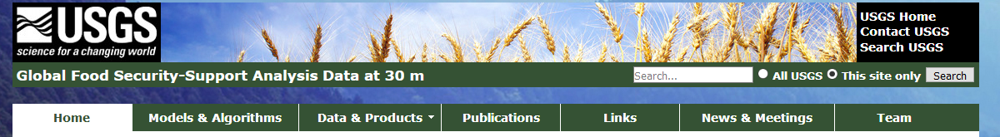 USGS
science for a changing world
USGS Home
Contact USGS
Search USGS
Global Food Security-Support Analysis Data at 30 m
Search... All USGS This site only Search
Home Models & Algorithms Data & Products Publications Links News & Meetings Team